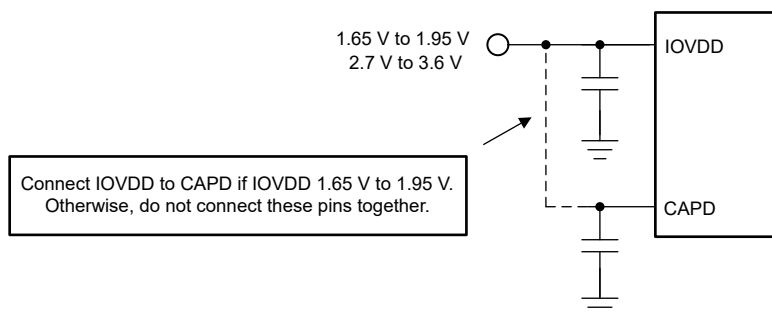 1.65 V to 1.95 V
2.7 V to 3.6 V
IOVDD
Connect IOVDD to CAPD if IOVDD 1.65 V to 1.95 V.
Otherwise, do not connect these pins together.
CAPD